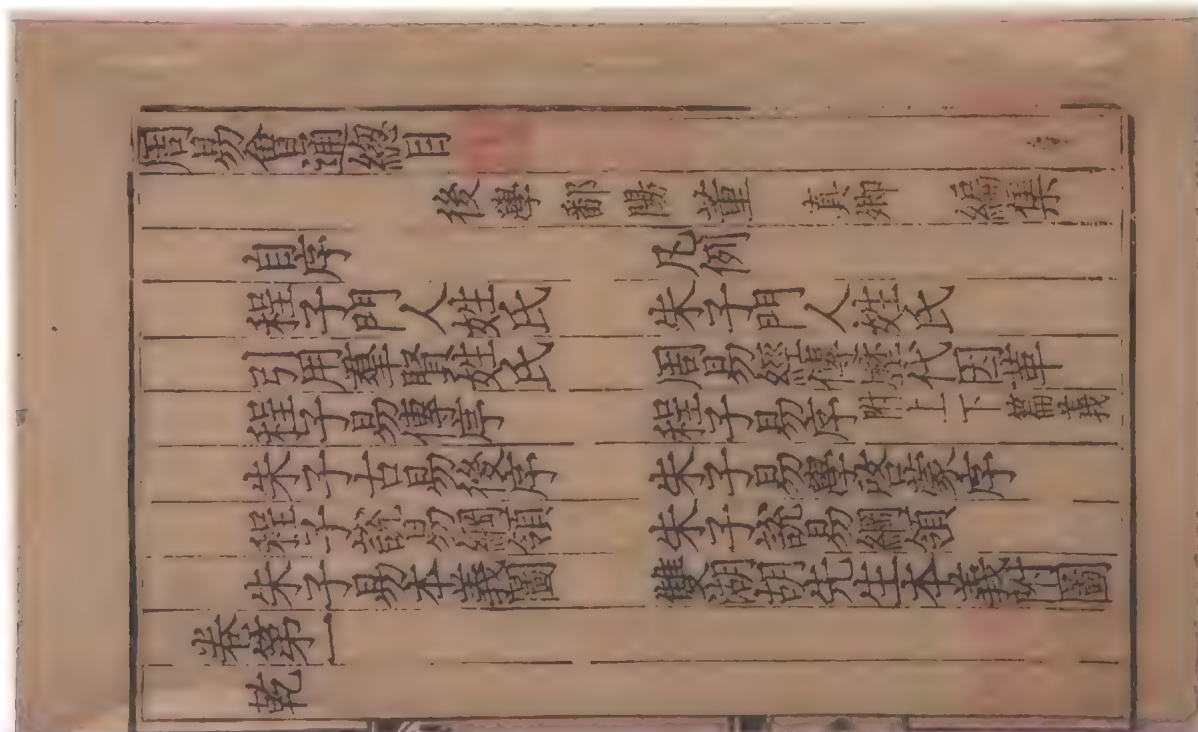 周易會通總目
後學鄱陽董真卿編集
自序 凡例
程子門人姓氏 朱子門人姓氏
引用羣賢姓氏 周易經傳歷代因革
程子易傳序 程子易序附上下篇義
朱子古易後序 朱子易學啓蒙序
程子說易綱領 朱子說易綱領
朱子易本義圖 雙湖胡先生本義附圖
卷第一
乾